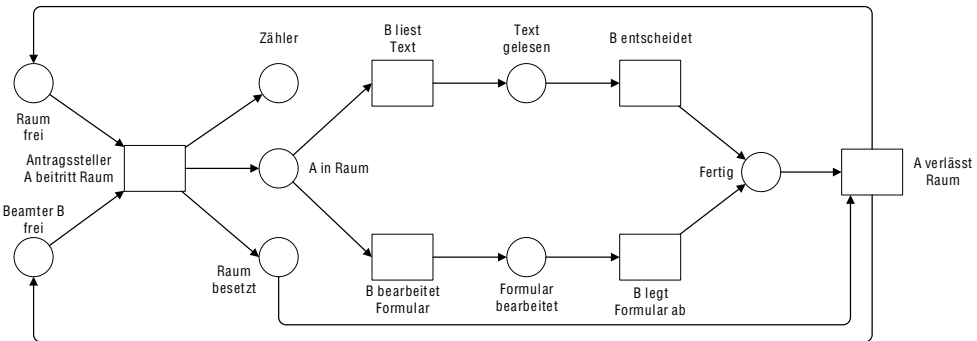 Zähler
B liest
Text
Text
gelesen
B entscheidet
Raum
frei
Antragssteller
A beitritt Raum
A in Raum
Fertig
A verlässt
Raum
Beamter B
frei
Raum
besetzt
B bearbeitet
Formular
Formular
bearbeitet
B legt
Formular ab